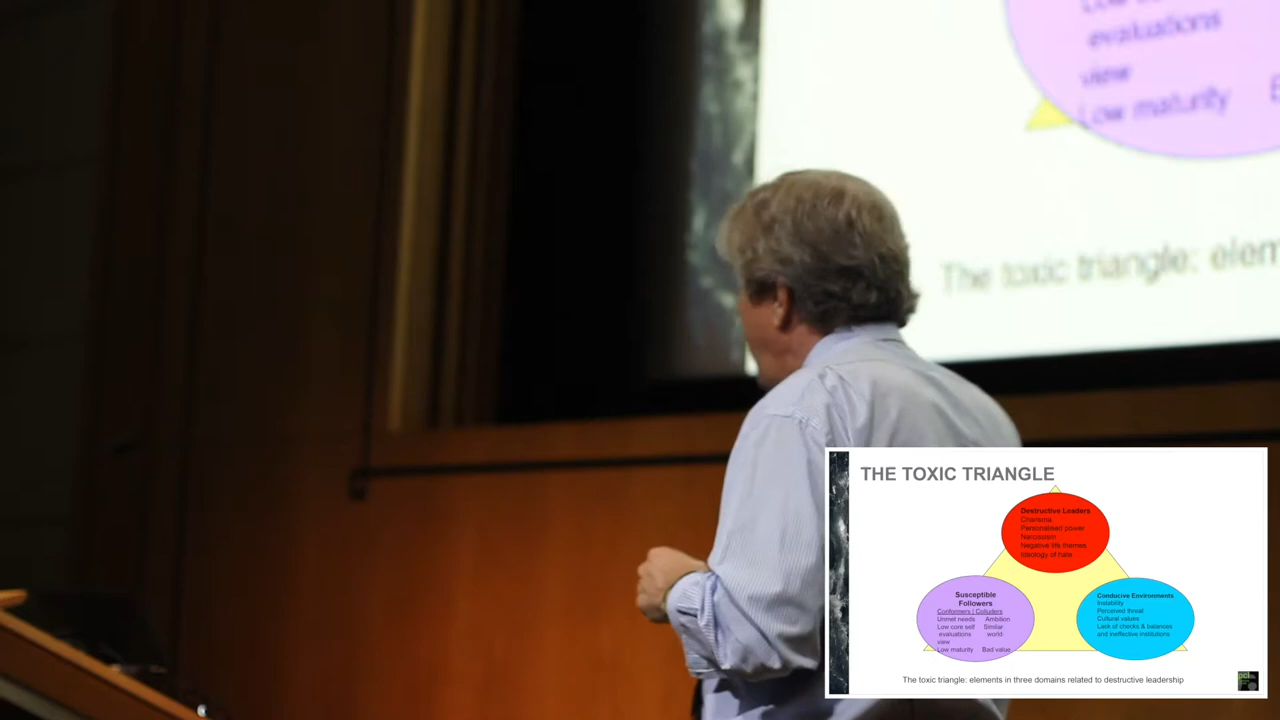 Low
evaluations
view
Low maturity
The toxic triangle: elem
THE TOXIC TRIANGLE
Destructive Leaders
Charisma
Personalised power
Narcissism
Negative life themes
Ideology of hate
Susceptible
Followers
Conformers | Colluders
Unmet needs Ambition
Low core self Similar
evaluations world-
view
Low maturity Bad value
Conducive Environments
Instability
Perceived threat
Cultural values
Lack of checks & balances
and ineffective institutions
The toxic triangle: elements in three domains related to destructive leadership